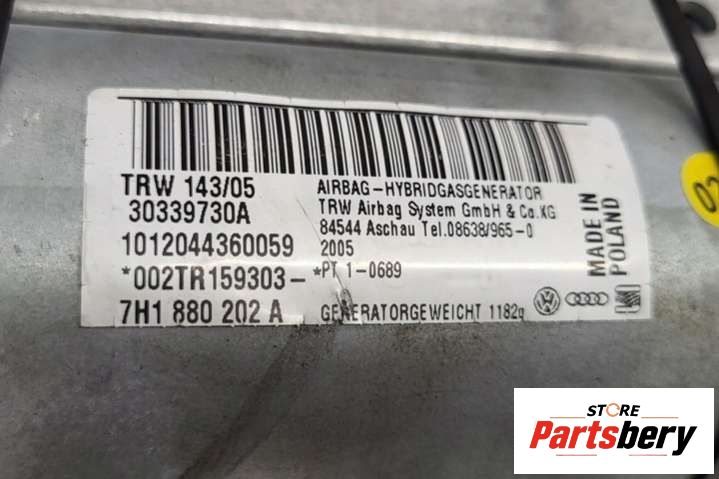 TRW 143/05
30339730A
1012044360059
*002TR159303-
7H1 880 202 A
AIRBAG-HYBRIDGASGENERATOR
TRW Airbag System GmbH & Co.KG
84544 Aschau Tel.08638/965-0
2005
*PT 1-0689
GENERATORGEWEICHT 1182g
MADE IN
POLAND
STORE
Partsbery